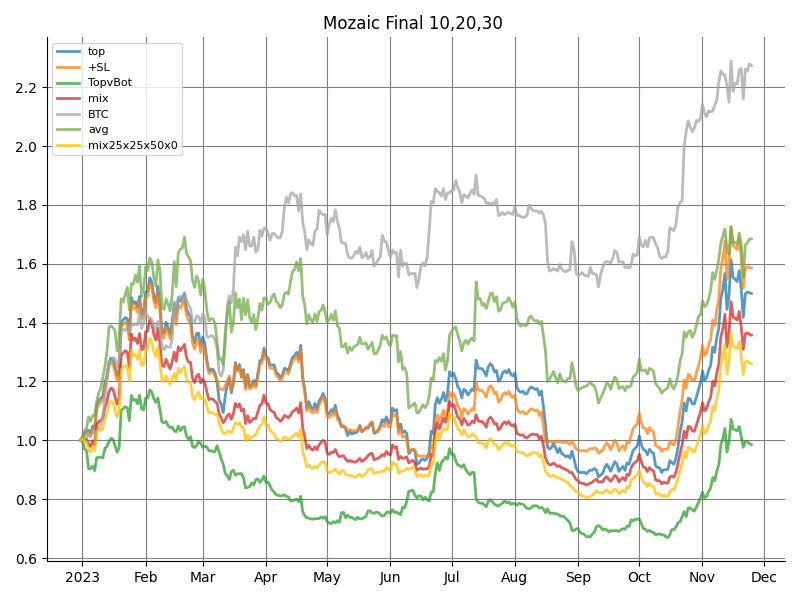 Mozaic Final 10,20,30
top
+SL
TopvBot
mix
BTC
avg
mix25x25x50x0
2.2
2.0
1.8
1.6
1.4
1.2
1.0
0.8
0.6
2023 Feb Mar Apr May Jun Jul Aug Sep Oct Nov Dec